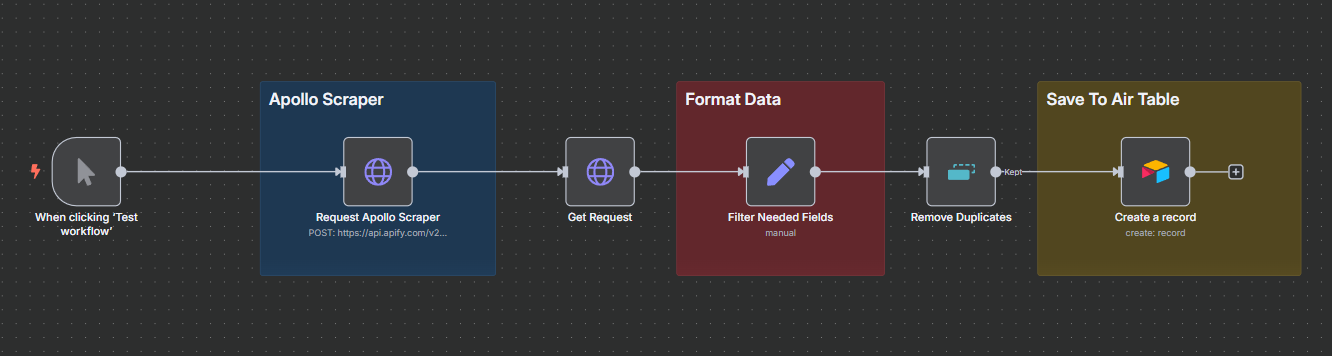 Apollo Scraper
Format Data
Save To Air Table
Kept
When clicking ‘Test
workflow’
Request Apollo Scraper
POST: https://api.apify.com/v2...
Get Request
Filter Needed Fields
manual
Remove Duplicates
Create a record
create: record